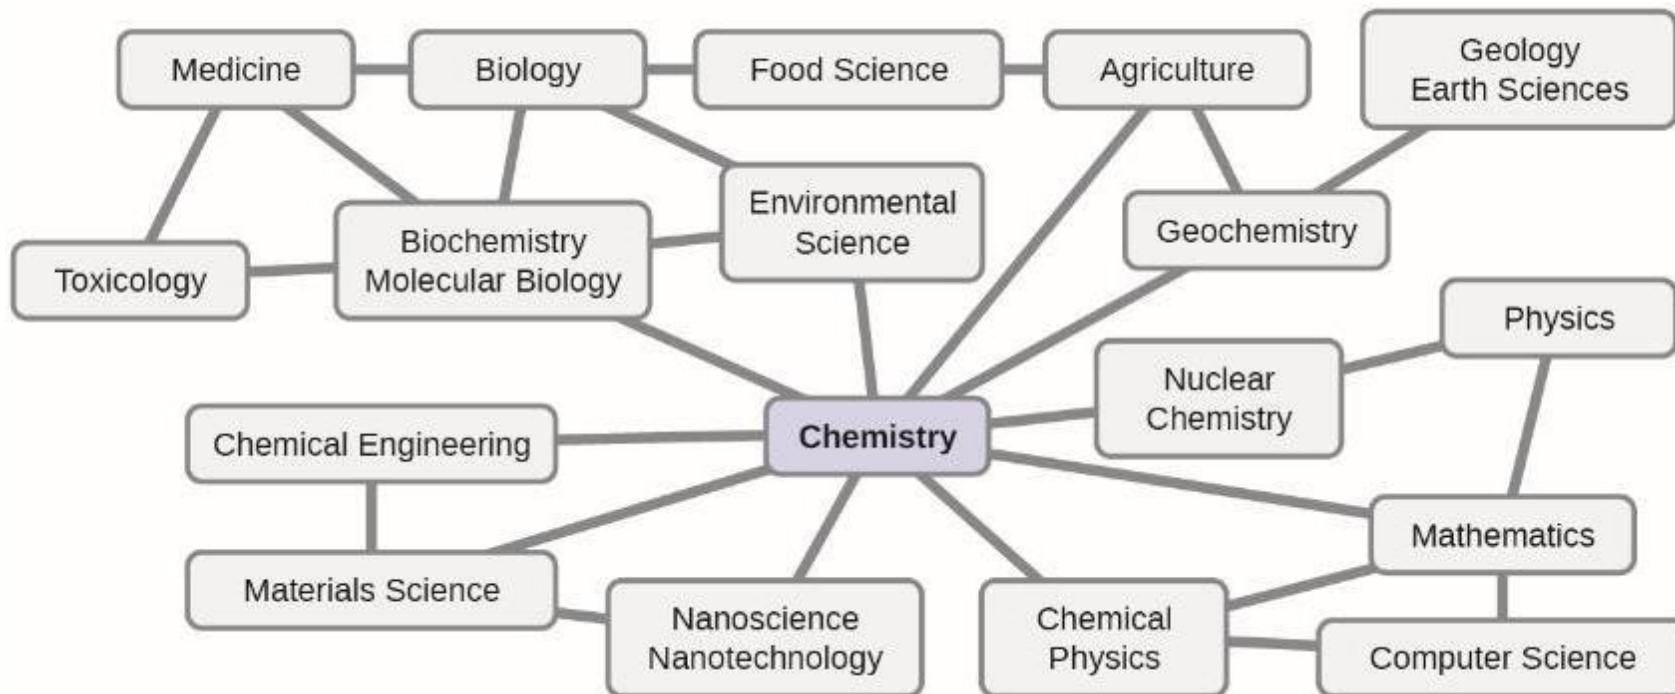 Medicine
Biology
Food Science
Agriculture
Geology
Earth Sciences
Environmental
Science
Geochemistry
Biochemistry
Molecular Biology
Toxicology
Physics
Nuclear
Chemistry
Chemistry
Chemical Engineering
Mathematics
Materials Science
Nanoscience
Nanotechnology
Chemical
Physics
Computer Science